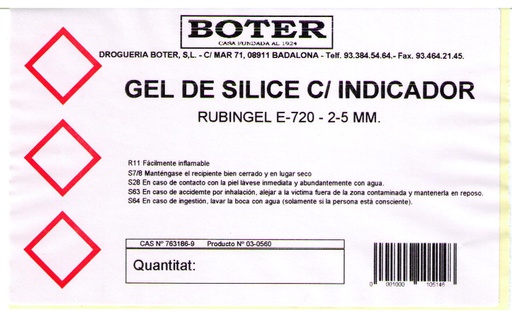 BOTER
CASA FUNDADA AL 1924
DROGUERIA BOTER, S.L. - C/ MAR 71, 08911 BADALONA - Telf. 93.384.54.64.- Fax. 93.464.21.45.
GEL DE SILICE C/ INDICADOR
RUBINGEL E-720 - 2-5 MM.
R11 Fácilmente inflamable
S7/8 Manténgase el recipiente bien cerrado y en lugar seco
S28 En caso de contacto con la piel lávese inmediata y abundantemente con agua.
S63 En caso de accidente por inhalación, alejar a la víctima fuera de la zona contaminada y mantenerla en reposo.
S64 En caso de ingestión, lavar la boca con agua (solamente si la persona está consciente).
CAS Nº 763186-9 Producto Nº 03-0560
Quantitat:
0 001000 105146